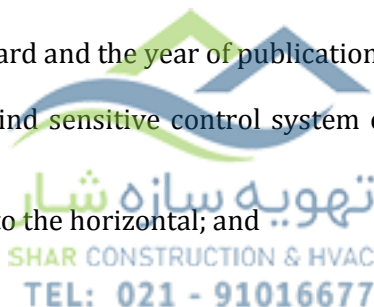 ard and the year of publication
ind sensitive control system
to the horizontal; and
تهویه سازه شار
SHAR CONSTRUCTION & HVAC
TEL: 021 - 91016677